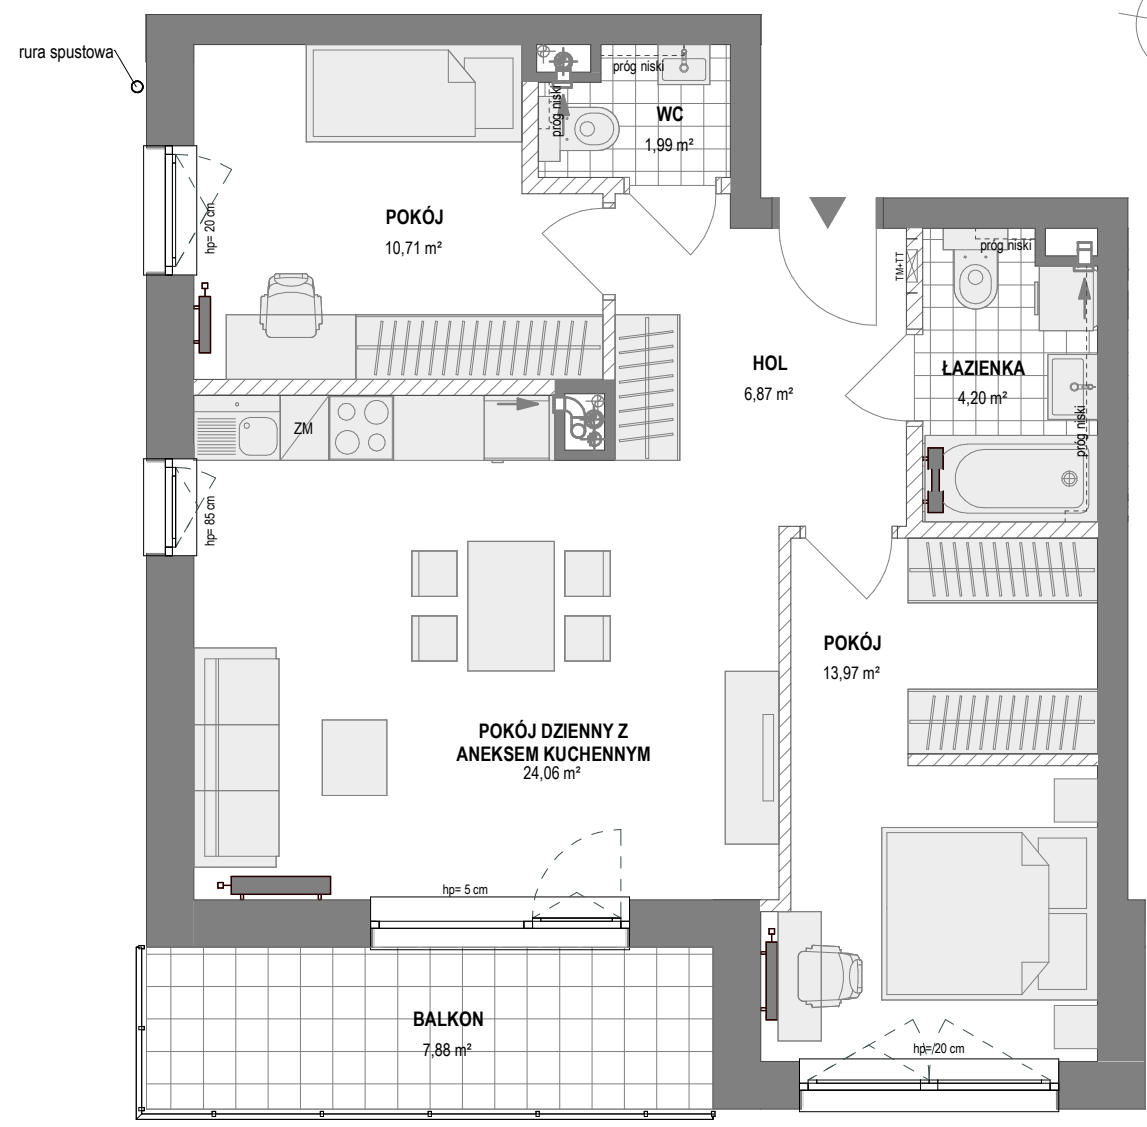 rura spustowa
próg niski
próg niski
WC
1,99 m²
POKÓJ
10,71 m²
hp= 20 cm
próg niski
TM+TT
HOL
6,87 m²
ŁAZIENKA
4,20 m²
próg niski
ZM
hp= 85 cm
POKÓJ
13,97 m²
POKÓJ DZIENNY Z
ANEKSEM KUCHENNYM
24,06 m²
hp= 5 cm
BALKON
7,88 m²
hp=/20 cm